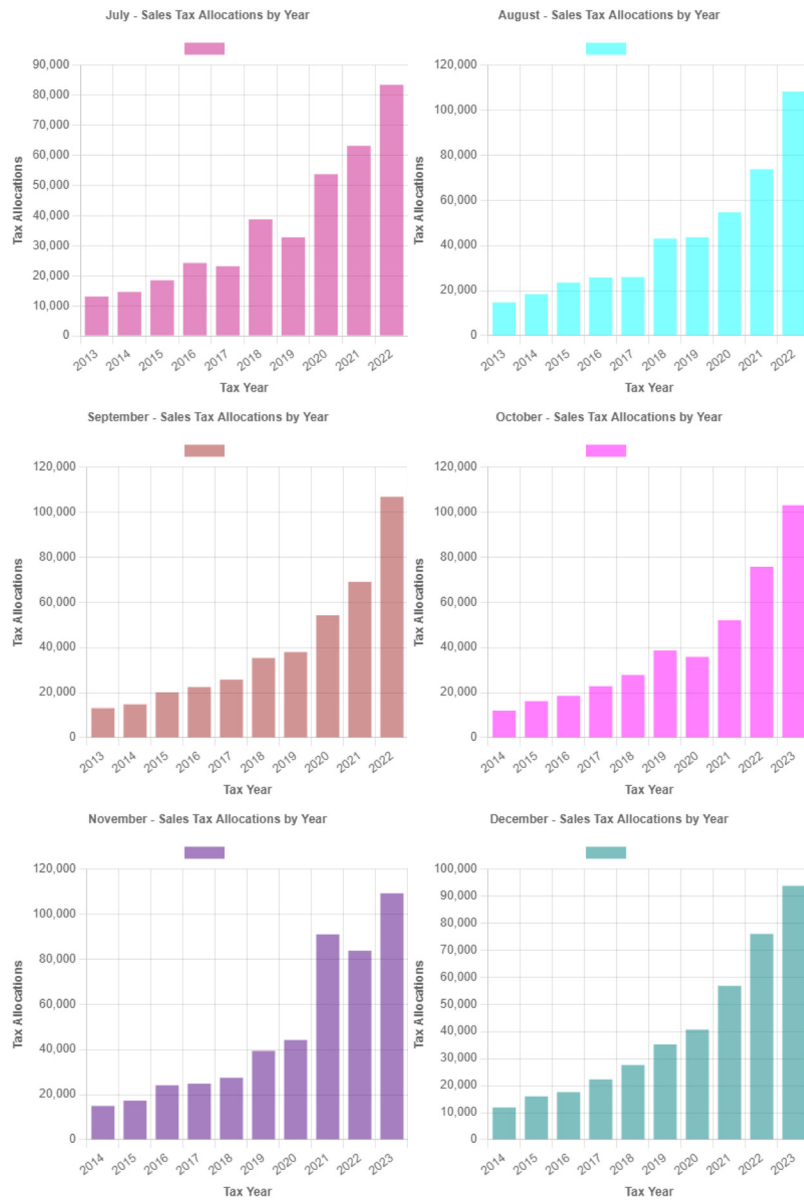 July - Sales Tax Allocations by Year
90,000
80,000
70,000
60,000
50,000
40,000
30,000
20,000
10,000
0
Tax Allocations
2013 2014 2015 2016 2017 2018 2019 2020 2021 2022
Tax Year
August - Sales Tax Allocations by Year
120,000
100,000
80,000
60,000
40,000
20,000
0
Tax Allocations
2013 2014 2015 2016 2017 2018 2019 2020 2021 2022
Tax Year
September - Sales Tax Allocations by Year
120,000
100,000
80,000
60,000
40,000
20,000
0
Tax Allocations
2013 2014 2015 2016 2017 2018 2019 2020 2021 2022
Tax Year
October - Sales Tax Allocations by Year
120,000
100,000
80,000
60,000
40,000
20,000
0
Tax Allocations
2014 2015 2016 2017 2018 2019 2020 2021 2022 2023
Tax Year
November - Sales Tax Allocations by Year
120,000
100,000
80,000
60,000
40,000
20,000
0
Tax Allocations
2014 2015 2016 2017 2018 2019 2020 2021 2022 2023
Tax Year
December - Sales Tax Allocations by Year
100,000
90,000
80,000
70,000
60,000
50,000
40,000
30,000
20,000
10,000
0
Tax Allocations
2014 2015 2016 2017 2018 2019 2020 2021 2022 2023
Tax Year